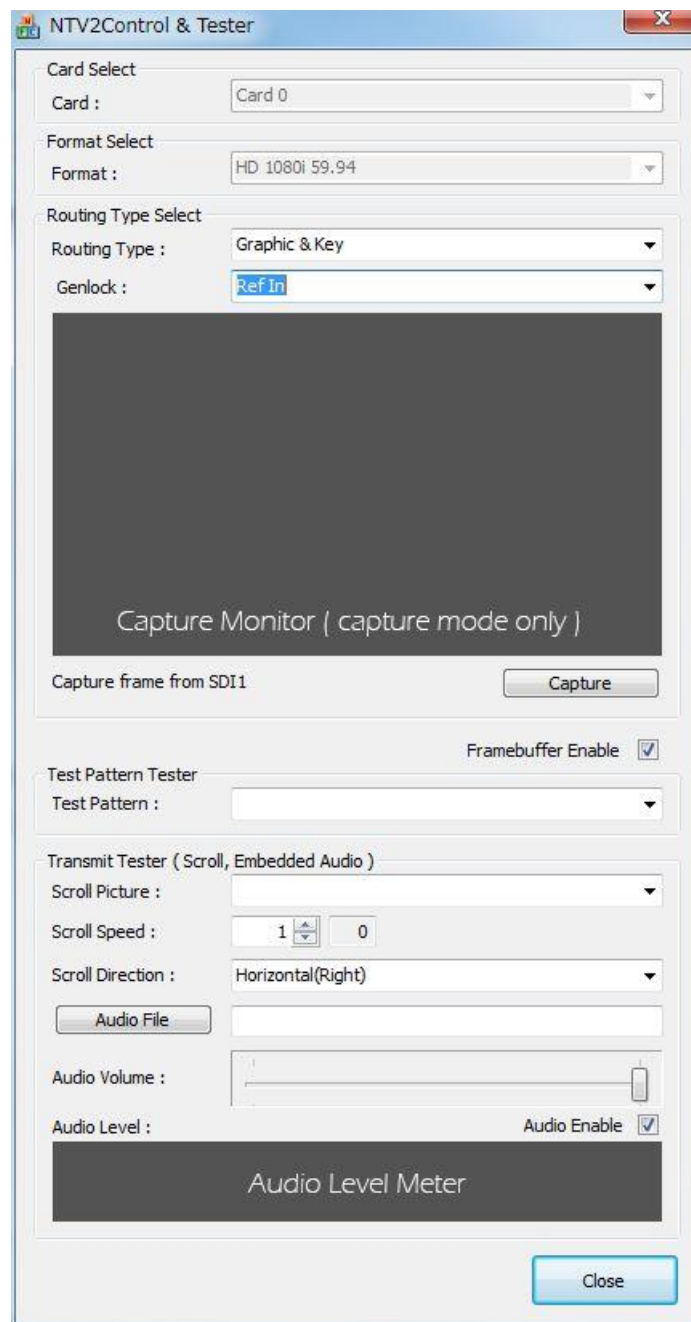 NTV2Control & Tester
Card Select
Card : Card 0
Format Select
Format : HD 1080i 59.94
Routing Type Select
Routing Type : Graphic & Key
Genlock : Ref In
Capture Monitor ( capture mode only )
Capture frame from SDI1 Capture
Framebuffer Enable
Test Pattern Tester
Test Pattern :
Transmit Tester ( Scroll, Embedded Audio )
Scroll Picture :
Scroll Speed : 1 0
Scroll Direction : Horizontal(Right)
Audio File
Audio Volume :
Audio Level : Audio Enable
Audio Level Meter
Close